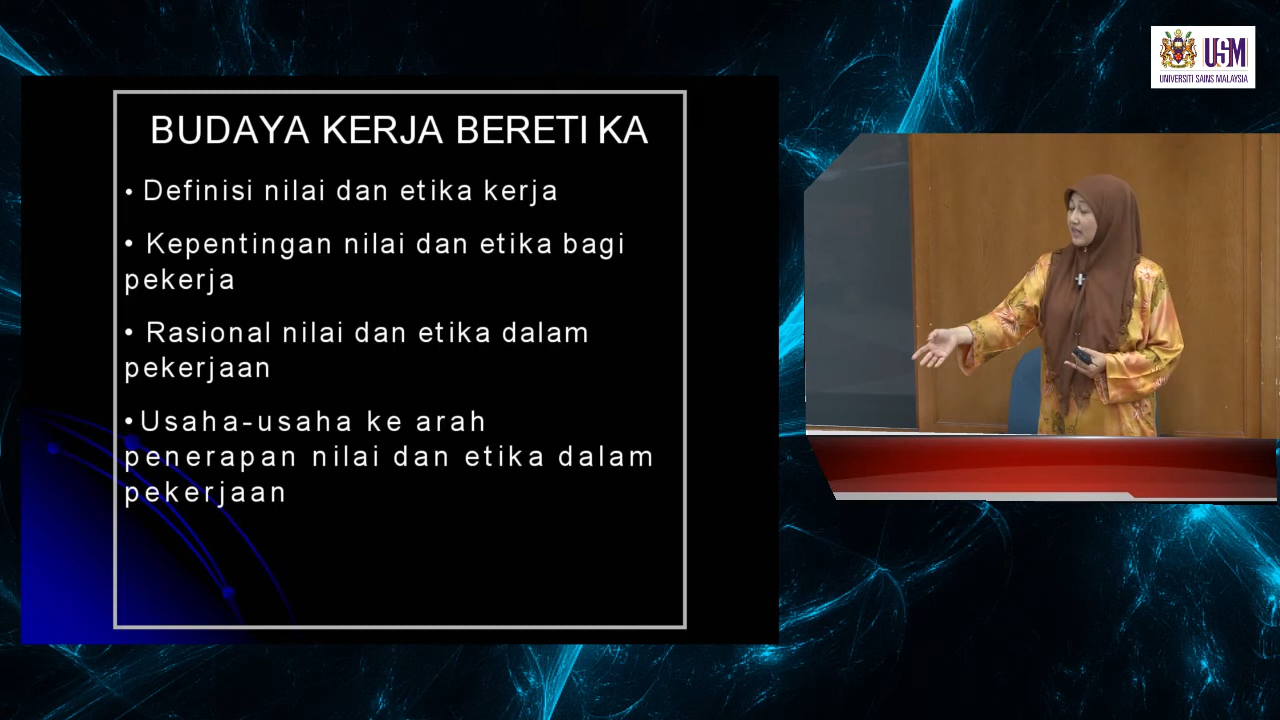 BUDAYA KERJA BERETIKA
• Definisi nilai dan etika kerja
• Kepentingan nilai dan etika bagi
pekerja
• Rasional nilai dan etika dalam
pekerjaan
• Usaha-usaha ke arah
penerapan nilai dan etika dalam
pekerjaan
USM
UNIVERSITI SAINS MALAYSIA